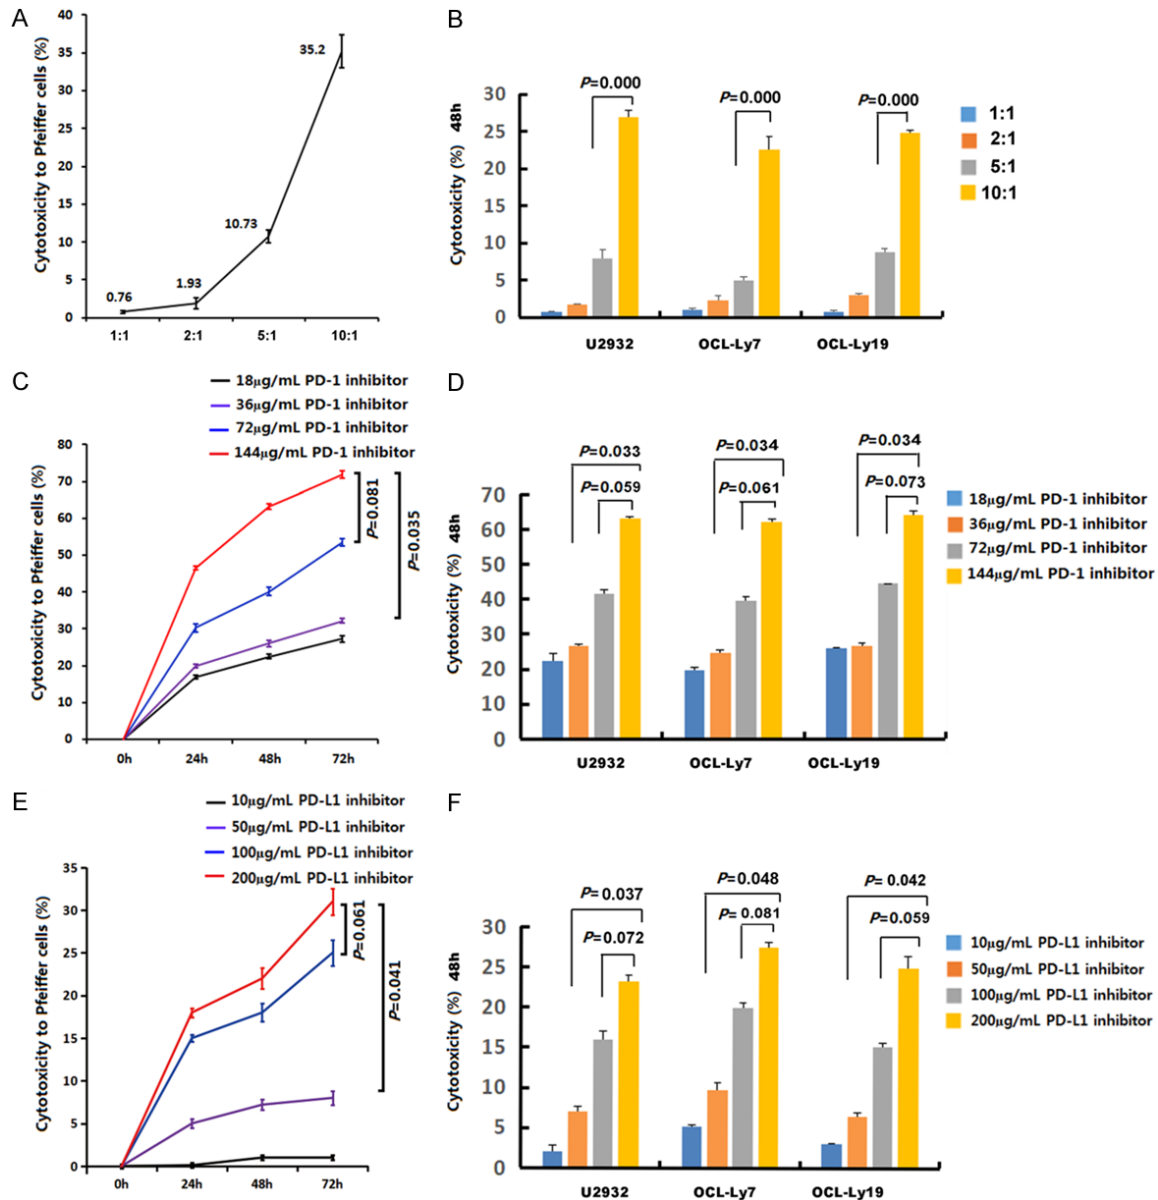 A
Cytotoxicity to Pfeiffer cells (%)
40
35
30
25
20
15
10
5
0
0.76
1.93
10.73
35.2
1:1
2:1
5:1
10:1
B
Cytotoxicity (%) 48h
30
25
20
15
10
5
0
P=0.000
P=0.000
P=0.000
U2932
OCL-Ly7
OCL-Ly19
1:1
2:1
5:1
10:1
C
18μg/mL PD-1 inhibitor
36μg/mL PD-1 inhibitor
72μg/mL PD-1 inhibitor
144μg/mL PD-1 inhibitor
Cytotoxicity to Pfeiffer cells (%)
80
70
60
50
40
30
20
10
0
P=0.081
P=0.035
0h
24h
48h
72h
D
Cytotoxicity (%) 48h
70
60
50
40
30
20
10
0
P=0.033
P=0.059
P=0.034
P=0.061
P=0.034
P=0.073
U2932
OCL-Ly7
OCL-Ly19
18μg/mL PD-1 inhibitor
36μg/mL PD-1 inhibitor
72μg/mL PD-1 inhibitor
144μg/mL PD-1 inhibitor
E
10μg/mL PD-L1 inhibitor
50μg/mL PD-L1 inhibitor
100μg/mL PD-L1 inhibitor
200μg/mL PD-L1 inhibitor
Cytotoxicity to Pfeiffer cells (%)
35
30
25
20
15
10
5
0
P=0.061
P=0.041
0h
24h
48h
72h
F
Cytotoxicity (%) 48h
30
25
20
15
10
5
0
P=0.037
P=0.072
P=0.048
P=0.081
P=0.042
P=0.059
U2932
OCL-Ly7
OCL-Ly19
10μg/mL PD-L1 inhibitor
50μg/mL PD-L1 inhibitor
100μg/mL PD-L1 inhibitor
200μg/mL PD-L1 inhibitor